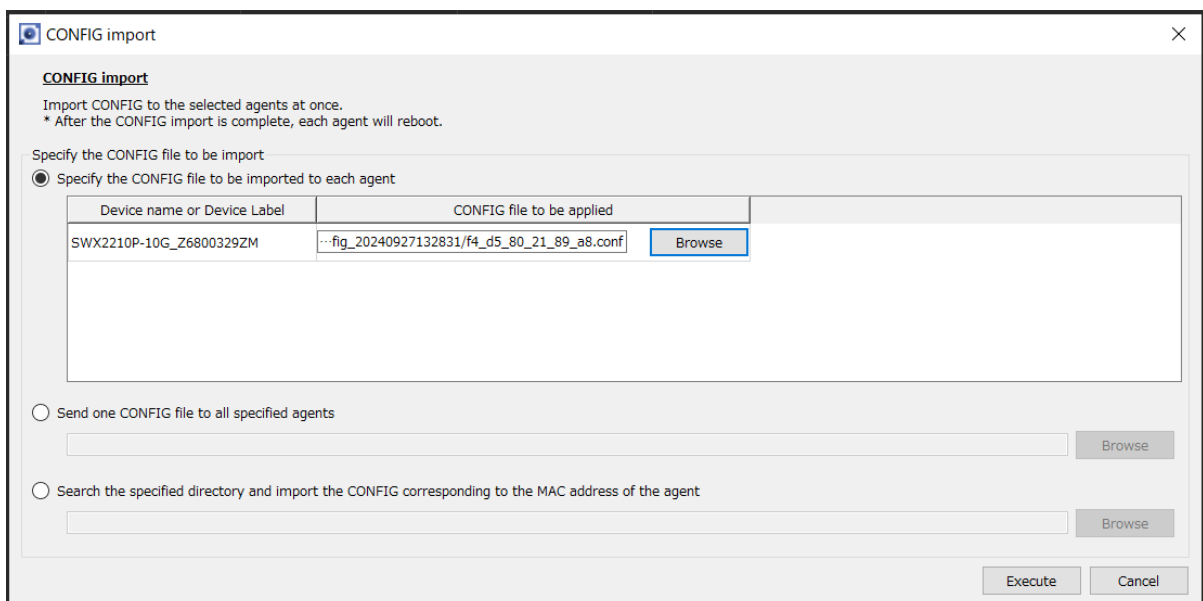 CONFIG import
CONFIG import
Import CONFIG to the selected agents at once.
* After the CONFIG import is complete, each agent will reboot.
Specify the CONFIG file to be import
Specify the CONFIG file to be imported to each agent
Device name or Device Label CONFIG file to be applied
SWX2210P-10G_Z6800329ZM ···fig_20240927132831/f4_d5_80_21_89_a8.conf Browse
Send one CONFIG file to all specified agents
Browse
Search the specified directory and import the CONFIG corresponding to the MAC address of the agent
Browse
Execute Cancel